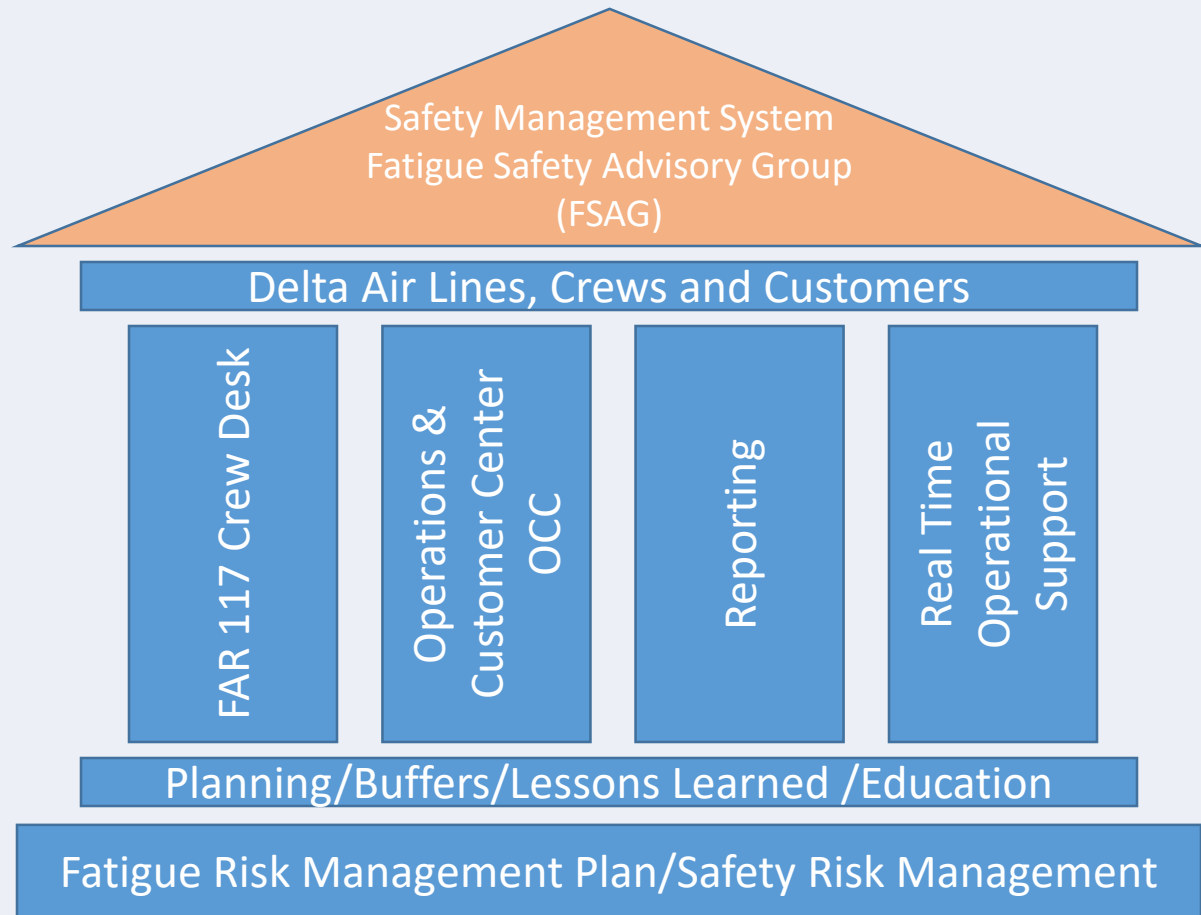 Safety Management System
Fatigue Safety Advisory Group
(FSAG)
Delta Air Lines, Crews and Customers
FAR 117 Crew Desk
Operations &
Customer Center
OCC
Reporting
Real Time
Operational
Support
Planning/Buffers/Lessons Learned /Education
Fatigue Risk Management Plan/Safety Risk Management